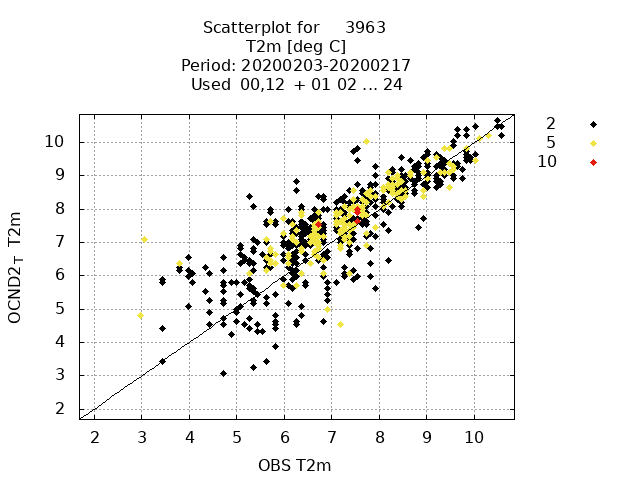 Scatterplot for 3963
T2m [deg C]
Period: 20200203-20200217
Used 00,12 + 01 02 ... 24
2
5
10
10
9
8
7
6
5
4
3
2
OCND2_T T2m
2 3 4 5 6 7 8 9 10
OBS T2m